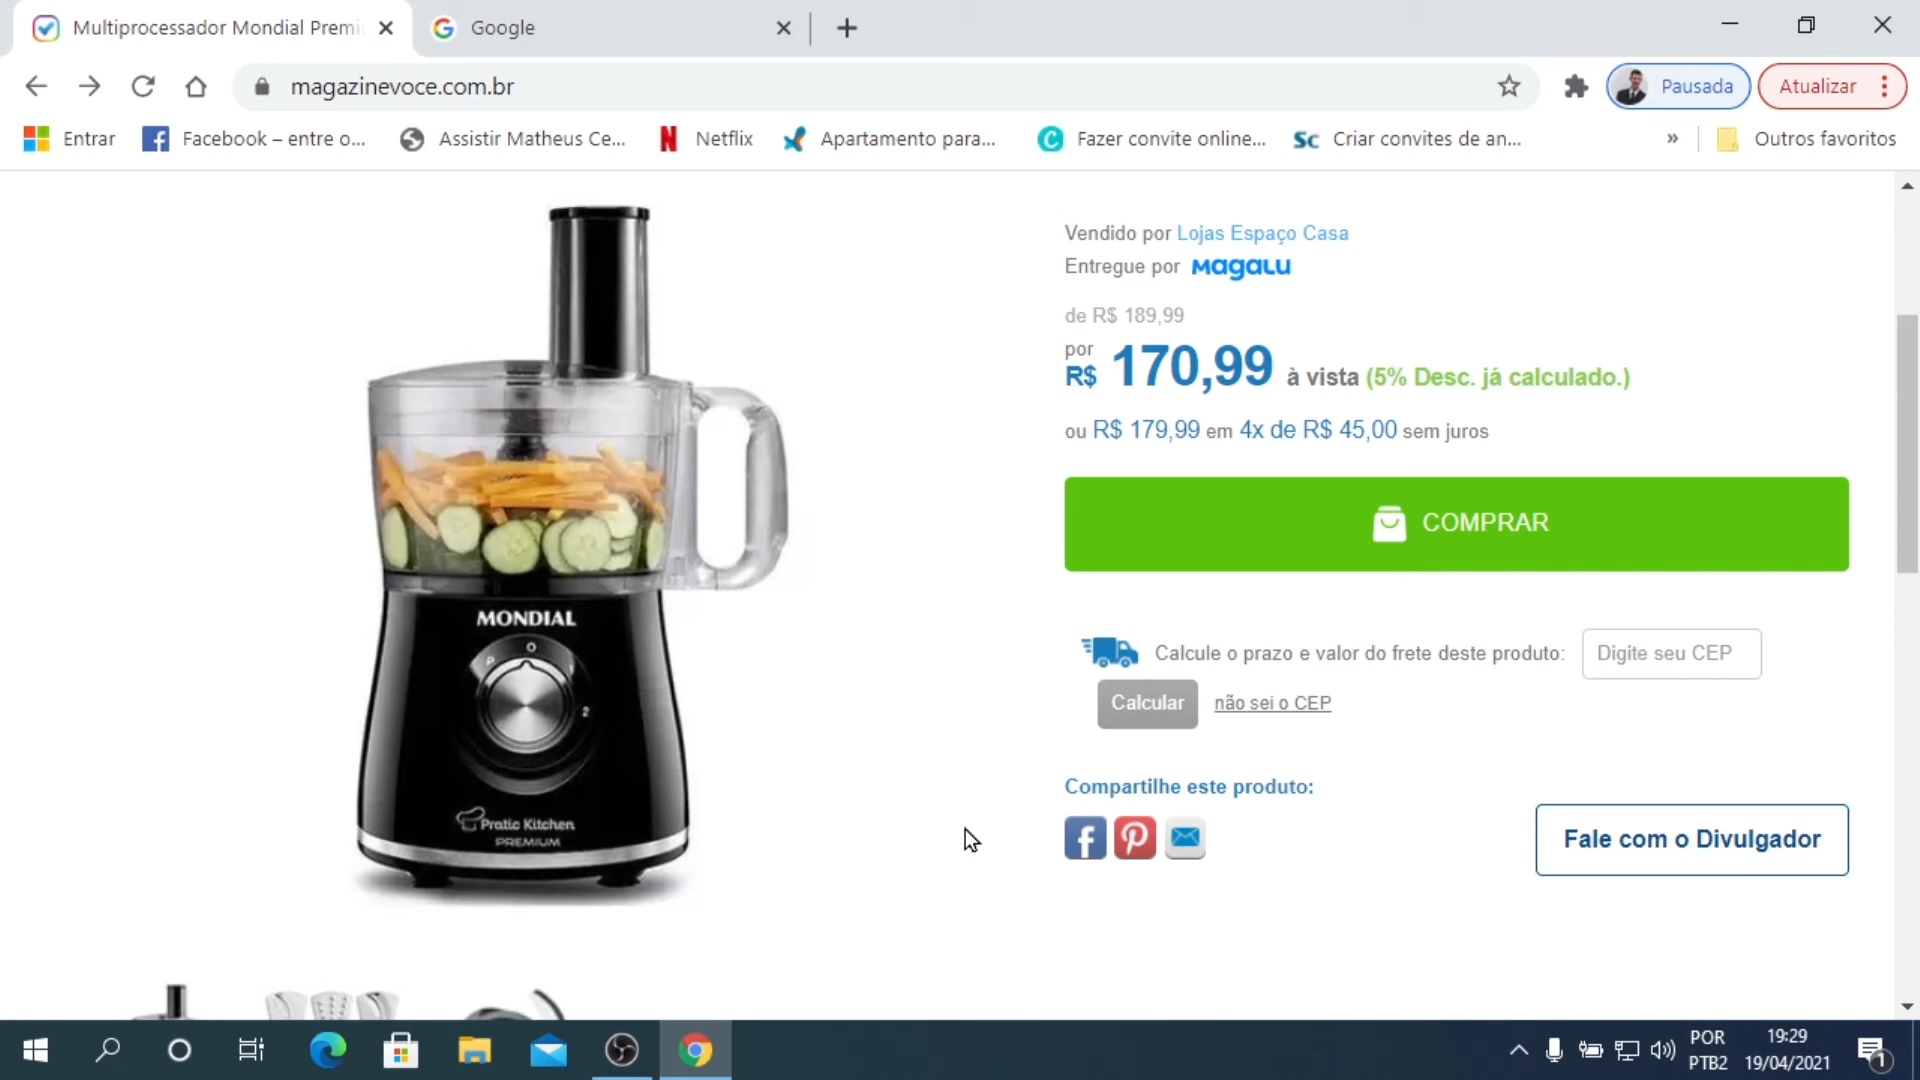 Multiprocessador Mondial Premi
Google
magazinevoce.com.br
Pausada
Atualizar
Entrar
Facebook – entre o...
Assistir Matheus Ce...
Netflix
Apartamento para...
Fazer convite online...
Sc Criar convites de an...
»
Outros favoritos
Vendido por Lojas Espaço Casa
Entregue por Magalu
de R$ 189,99
por
R$ 170,99 à vista (5% Desc. já calculado.)
ou R$ 179,99 em 4x de R$ 45,00 sem juros
COMPRAR
Calcule o prazo e valor do frete deste produto: Digite seu CEP
Calcular não sei o CEP
Compartilhe este produto:
Fale com o Divulgador
MONDIAL
O
P
1
2
Pratic Kitchen
PREMIUM
POR
PTB2
19:29
19/04/2021
1